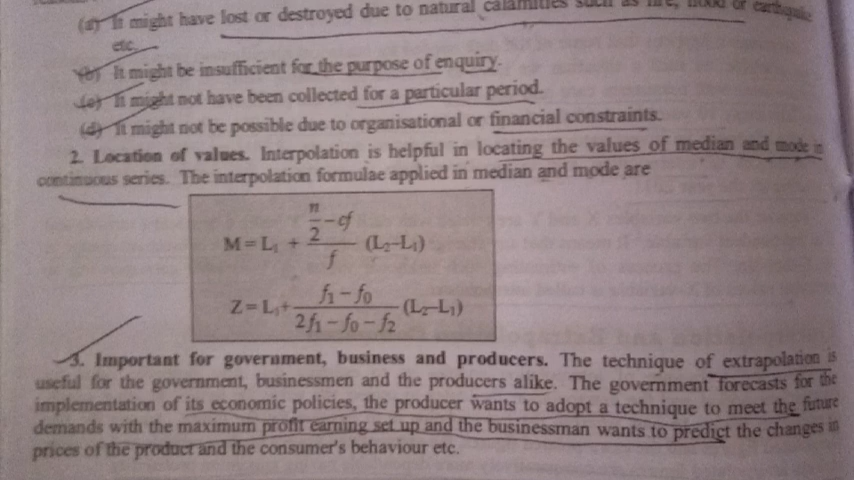 (a) It might have lost or destroyed due to natural calamities such as fire, flood or earthquake
etc.
(b) It might be insufficient for the purpose of enquiry.
(c) It might not have been collected for a particular period.
(d) It might not be possible due to organisational or financial constraints.
2. Location of values. Interpolation is helpful in locating the values of median and mode in
continuous series. The interpolation formulae applied in median and mode are
M = L₁ + (n/2 – cf)/f (L₂–L₁)
Z = L₁ + (f₁ – f₀)/(2f₁ – f₀ – f₂) (L₂–L₁)
3. Important for government, business and producers. The technique of extrapolation is
useful for the government, businessmen and the producers alike. The government forecasts for the
implementation of its economic policies, the producer wants to adopt a technique to meet the future
demands with the maximum profit earning set up and the businessman wants to predict the changes in
prices of the product and the consumer's behaviour etc.